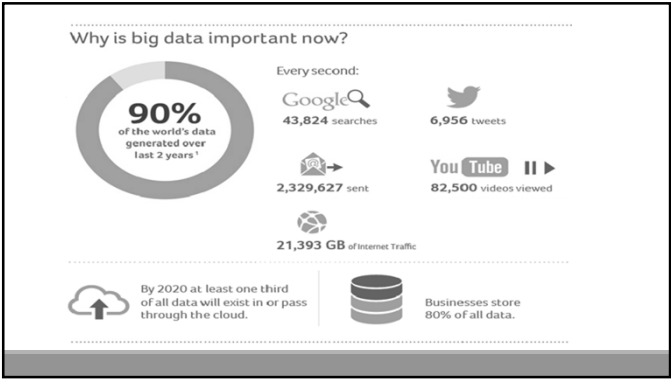 Why is big data important now?
90%
of the world's data
generated over
last 2 years ¹
Every second:
Google
43,824 searches
6,956 tweets
2,329,627 sent
YouTube
82,500 videos viewed
21,393 GB of Internet Traffic
By 2020 at least one third
of all data will exist in or pass
through the cloud.
Businesses store
80% of all data.